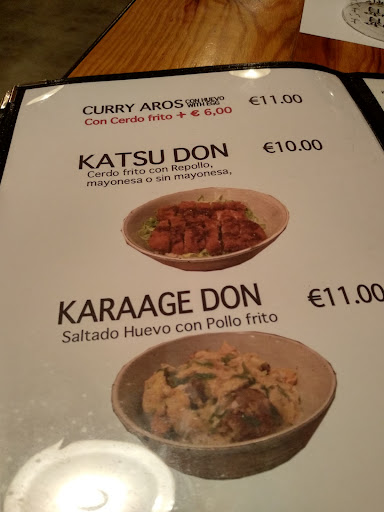 CURRY AROS CON HUEVO WITH EGG €11.00
Con Cerdo frito + € 6,00
KATSU DON €10.00
Cerdo frito con Repollo,
mayonesa o sin mayonesa,
KARAAGE DON €11.00
Saltado Huevo con Pollo frito